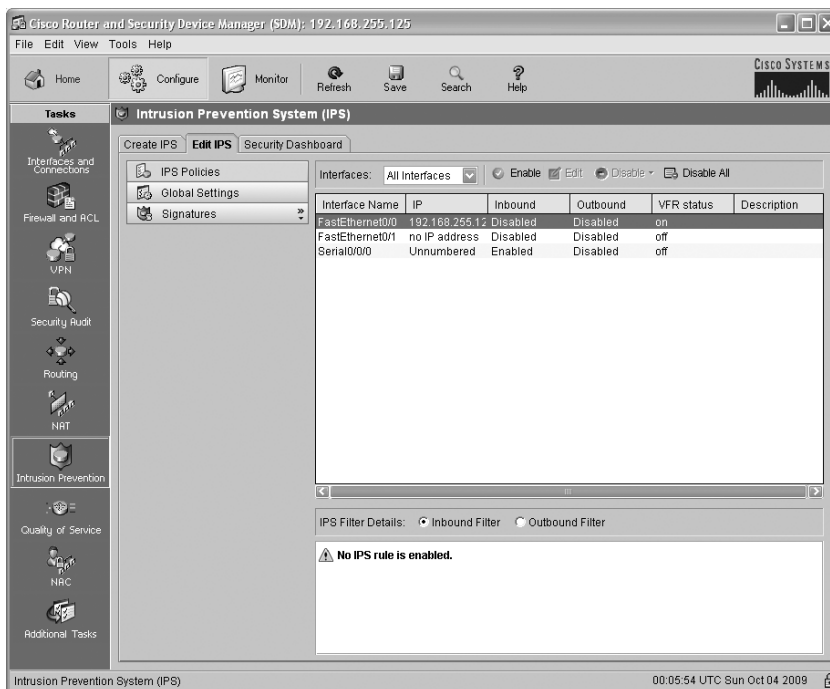 Cisco Router and Security Device Manager (SDM): 192.168.255.125
File Edit View Tools Help
Home Configure Monitor Refresh Save Search Help
CISCO SYSTEMS
Tasks
Interfaces and Connections
Firewall and ACL
VPN
Security Audit
Routing
NAT
Intrusion Prevention
Quality of Service
NAC
Additional Tasks
Intrusion Prevention System (IPS)
Create IPS Edit IPS Security Dashboard
IPS Policies
Global Settings
Signatures
Interfaces: All Interfaces Enable Edit Disable Disable All
Interface Name IP Inbound Outbound VFR status Description
FastEthernet0/0 192.168.255.12 Disabled Disabled on
FastEthernet0/1 no IP address Disabled Disabled off
Serial0/0/0 Unnumbered Enabled Disabled off
IPS Filter Details: Inbound Filter Outbound Filter
No IPS rule is enabled.
Intrusion Prevention System (IPS) 00:05:54 UTC Sun Oct 04 2009